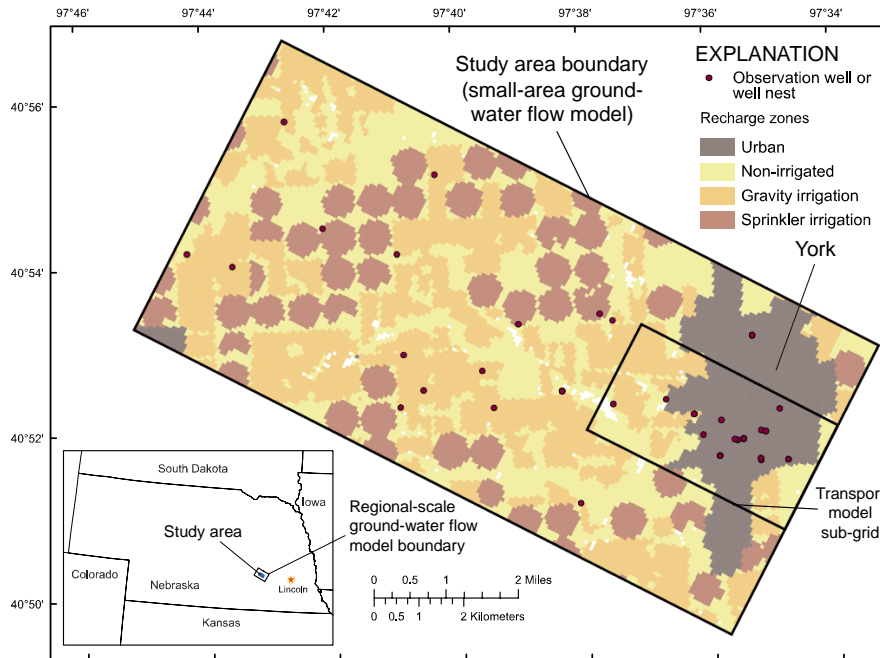 97°46'
97°44'
97°42'
97°40'
97°38'
97°36'
97°34'
40°56'
40°54'
40°52'
40°50'
Study area boundary
(small-area ground-
water flow model)
EXPLANATION
Observation well or
well nest
Recharge zones
Urban
Non-irrigated
Gravity irrigation
Sprinkler irrigation
York
Transport
model
sub-grid
South Dakota
Iowa
Study area
Regional-scale
ground-water flow
model boundary
Colorado
Nebraska
Lincoln
Kansas
0 0.5 1 2 Miles
0 0.5 1 2 Kilometers